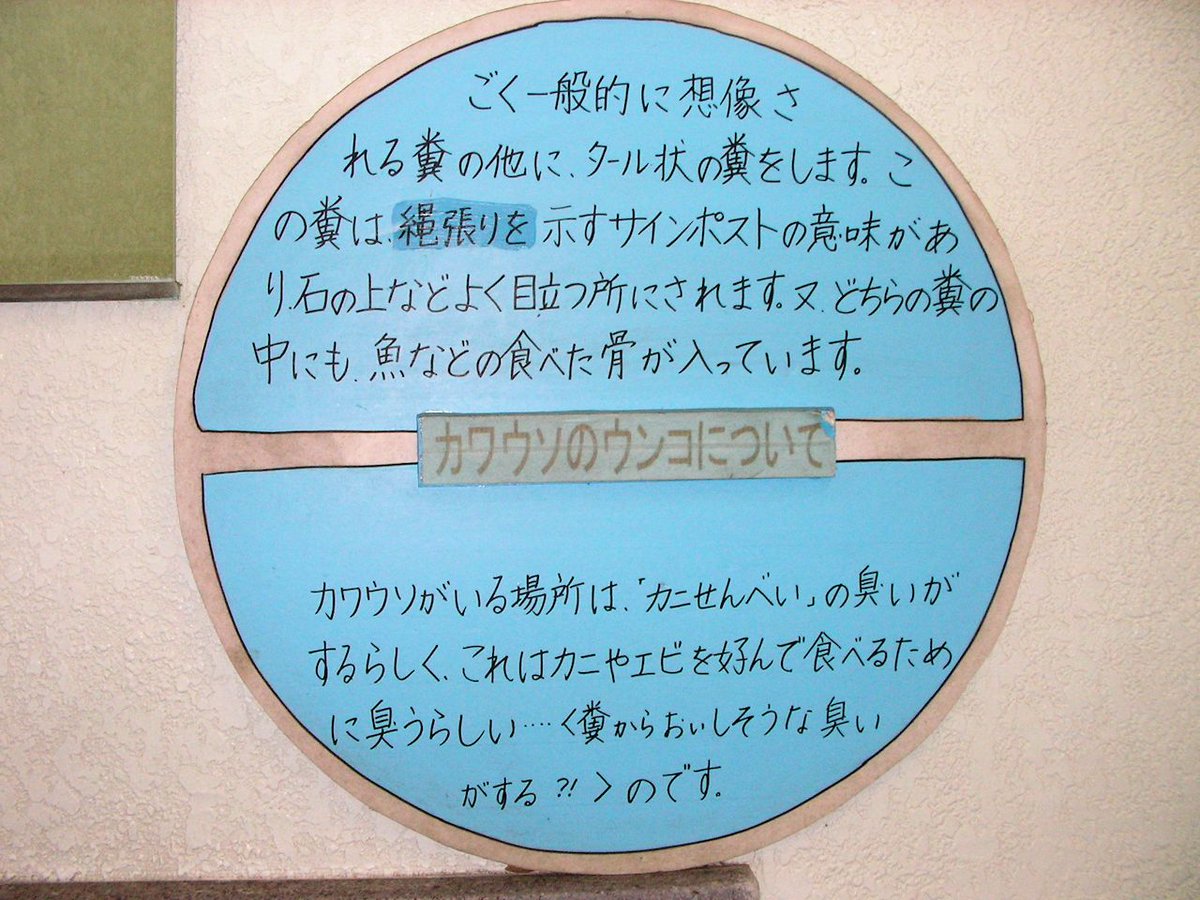 ごく一般的に想像さ
れる糞の他に、タール状の糞をします。こ
の糞は、縄張りを示すサインポストの意味があ
り、石の上などよく目立つ所にされます。又、どちらの糞の
中にも、魚などの食べた骨が入っています。
カワウソのウンコについて
カワウソがいる場所は、「カニせんべい」の臭いが
するらしく、これはカニやエビを好んで食べるため
に臭うらしい‥‥〈糞からおいしそうな臭い
がする?!〉のです。